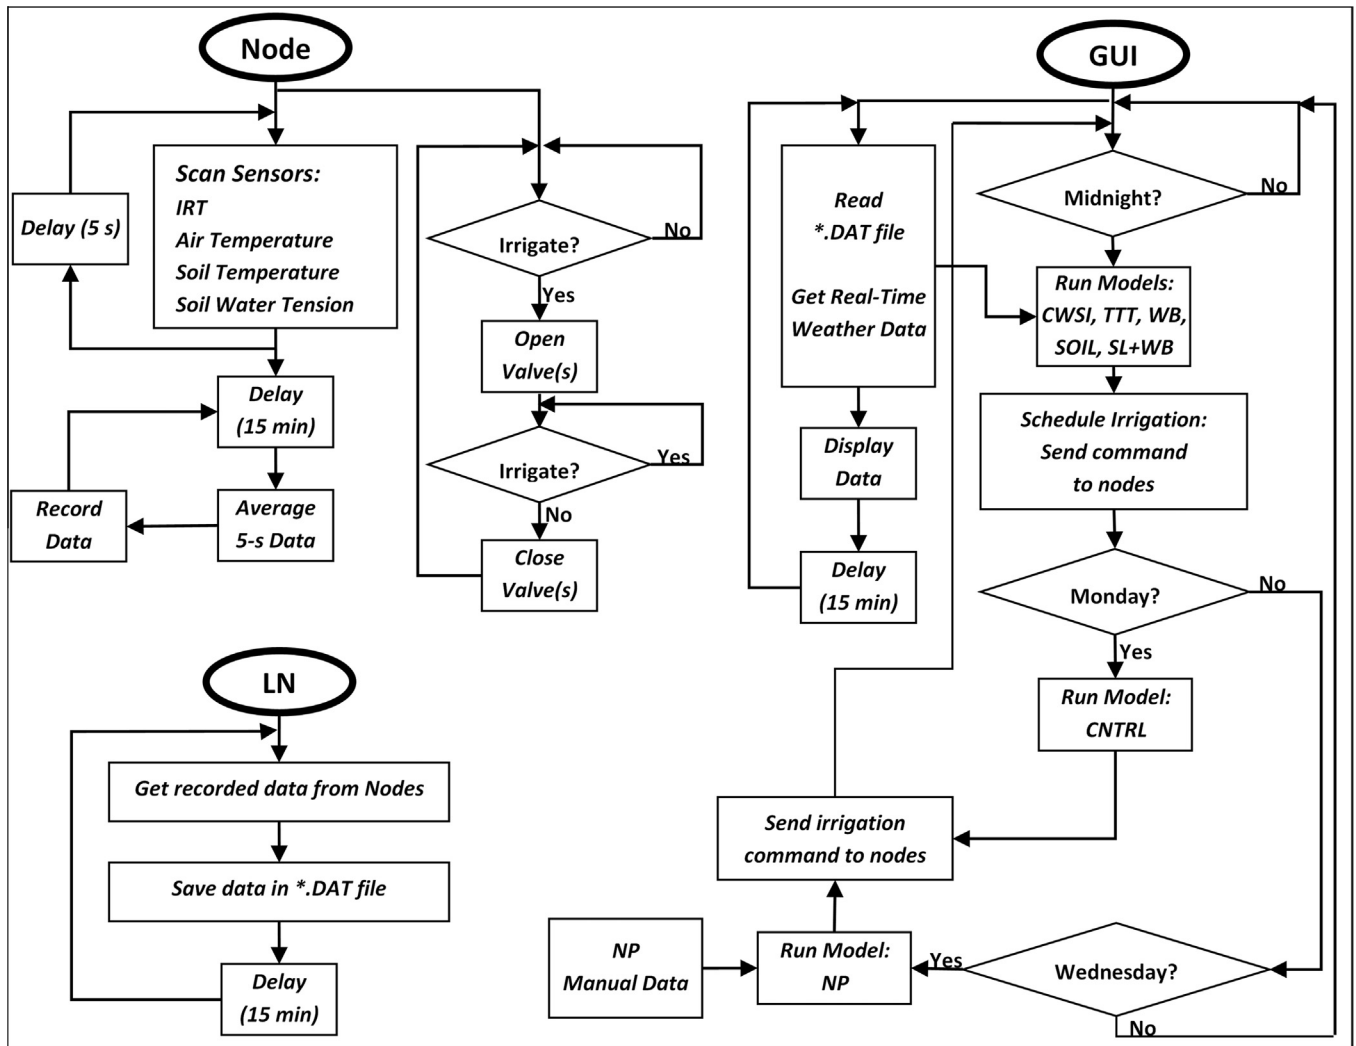 Node
Scan Sensors:
IRT
Air Temperature
Soil Temperature
Soil Water Tension
Delay (5 s)
Delay
(15 min)
Average
5-s Data
Record
Data
Irrigate?
No
Yes
Open
Valve(s)
Irrigate?
Yes
No
Close
Valve(s)
LN
Get recorded data from Nodes
Save data in *.DAT file
Delay
(15 min)
GUI
Read
*.DAT file
Get Real-Time
Weather Data
Display
Data
Delay
(15 min)
Midnight?
No
Run Models:
CWSI, TTT, WB,
SOIL, SL+WB
Schedule Irrigation:
Send command
to nodes
Monday?
No
Yes
Run Model:
CNTRL
Send irrigation
command to nodes
NP
Manual Data
Run Model:
NP
Yes
Wednesday?
No